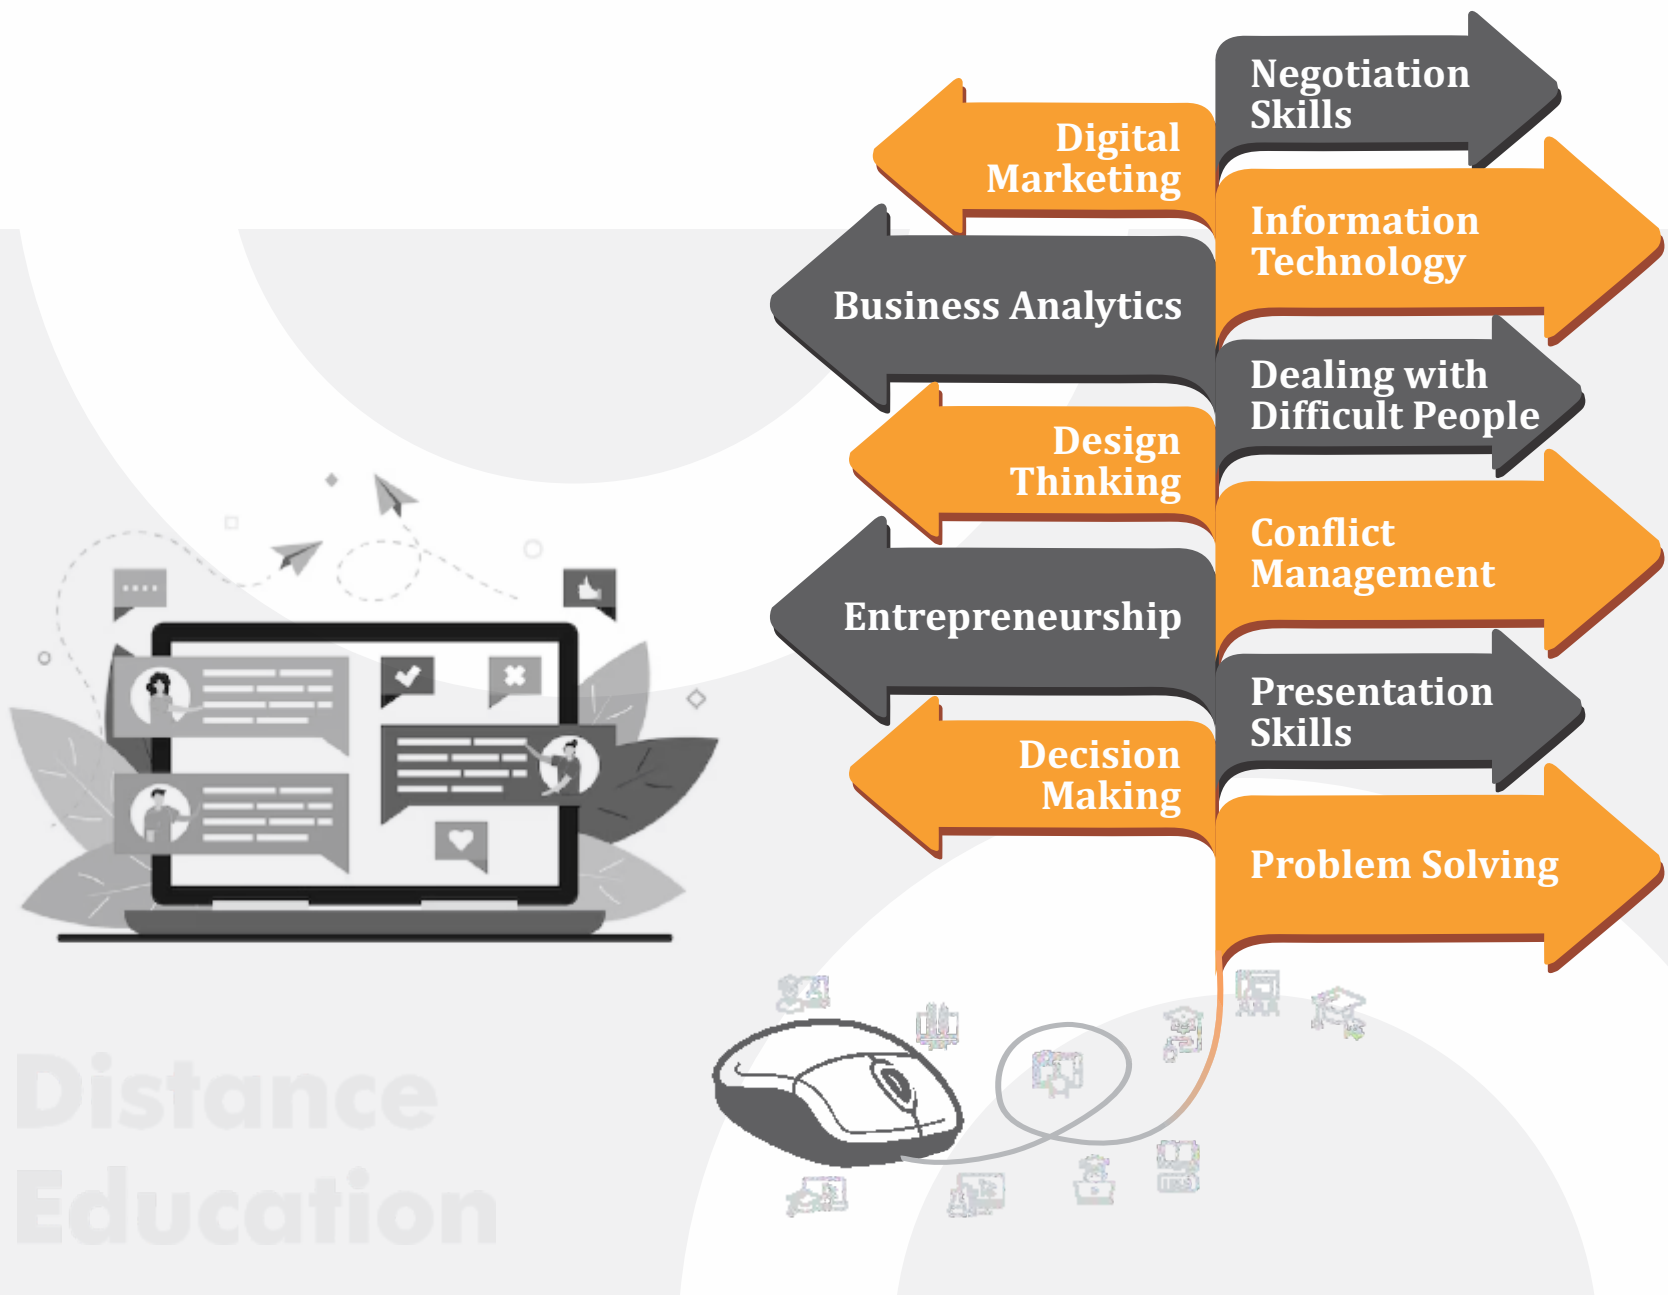 Negotiation
Skills
Digital
Marketing
Information
Technology
Business Analytics
Dealing with
Difficult People
Design
Thinking
Conflict
Management
Entrepreneurship
Presentation
Skills
Decision
Making
Problem Solving
Distance
Education